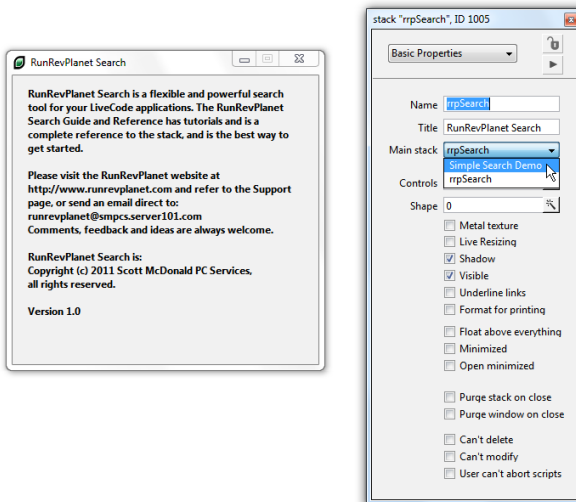 RunRevPlanet Search
RunRevPlanet Search is a flexible and powerful search
tool for your LiveCode applications. The RunRevPlanet
Search Guide and Reference has tutorials and is a
complete reference to the stack, and is the best way to
get started.
Please visit the RunRevPlanet website at
http://www.runrevplanet.com and refer to the Support
page, or send an email direct to:
runrevplanet@smpcs.server101.com
Comments, feedback and ideas are always welcome.
RunRevPlanet Search is:
Copyright (c) 2011 Scott McDonald PC Services,
all rights reserved.
Version 1.0
stack "rrpSearch", ID 1005
Basic Properties
Name rrpSearch
Title RunRevPlanet Search
Main stack rrpSearch
Simple Search Demo
rrpSearch
Controls
Shape 0
Metal texture
Live Resizing
Shadow
Visible
Underline links
Format for printing
Float above everything
Minimized
Open minimized
Purge stack on close
Purge window on close
Can't delete
Can't modify
User can't abort scripts